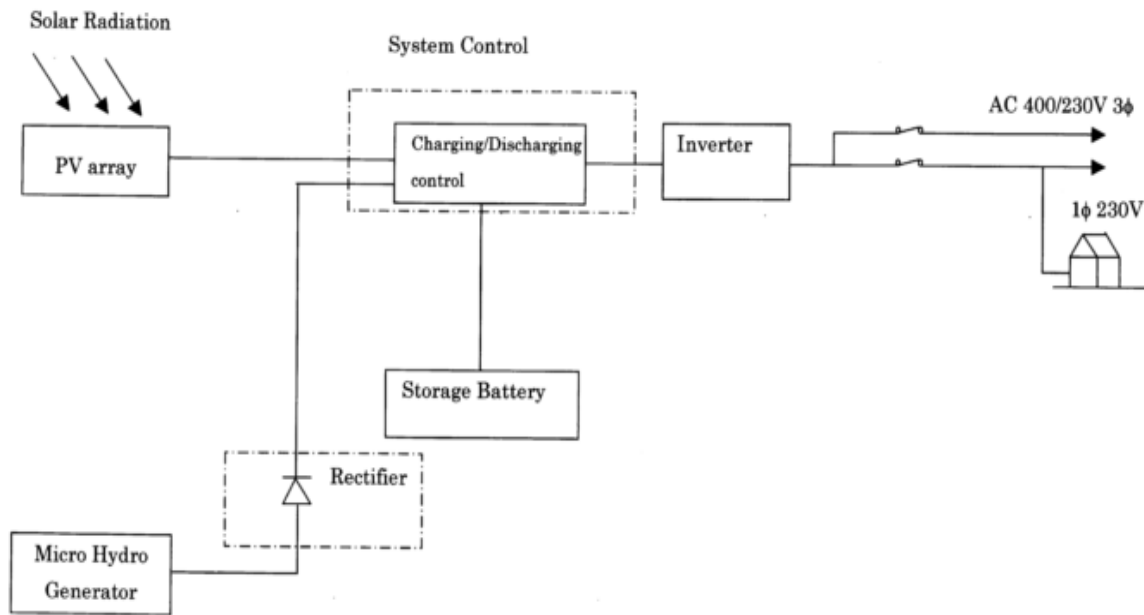 Solar Radiation
System Control
AC 400/230V 3ϕ
PV array
Charging/Discharging
control
Inverter
1ϕ 230V
Storage Battery
Rectifier
Micro Hydro
Generator